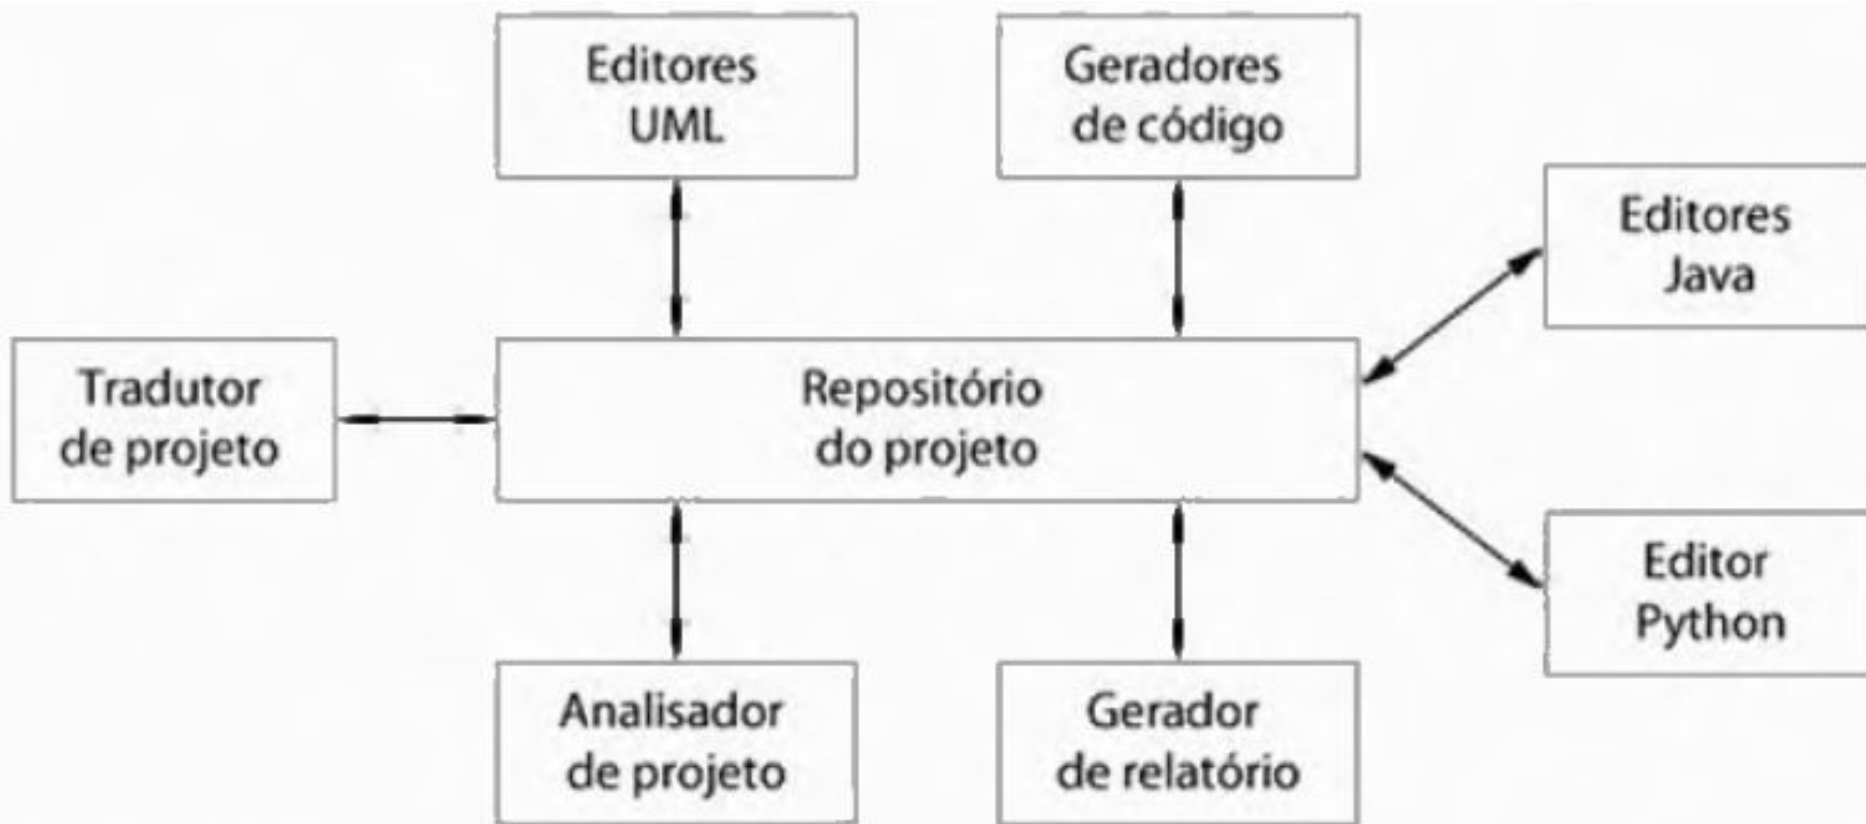 Editores
UML
Geradores
de código
Editores
Java
Tradutor
de projeto
Repositório
do projeto
Editor
Python
Analisador
de projeto
Gerador
de relatório